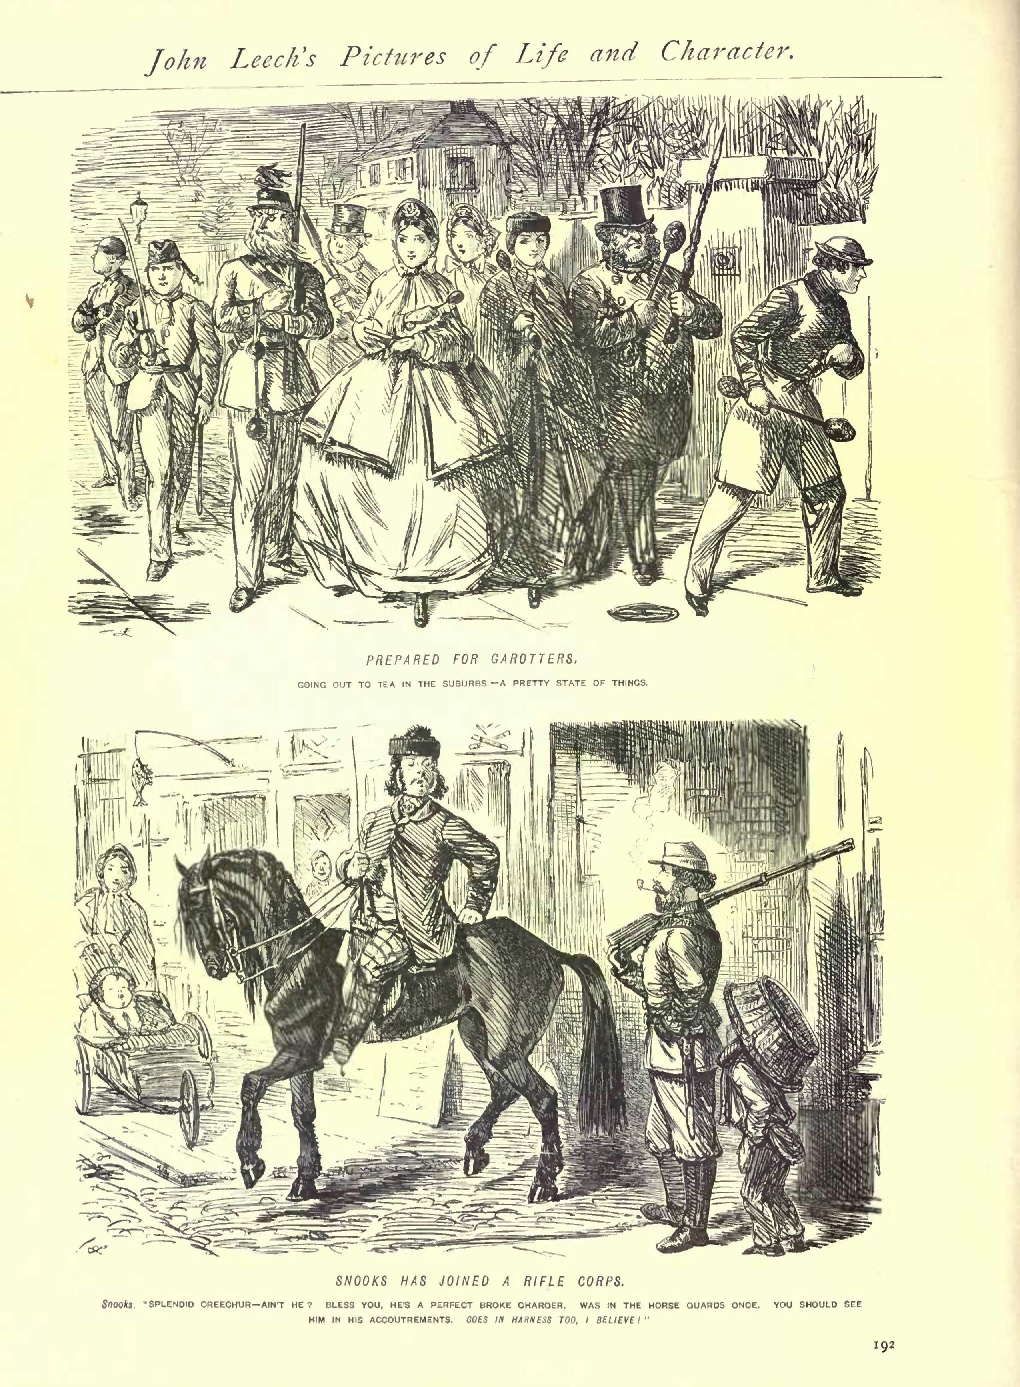 John Leech's Pictures of Life and Character.
PREPARED FOR GAROTTERS.
GOING OUT TO TEA IN THE SUBURBS.—A PRETTY STATE OF THINGS.
SNOOKS HAS JOINED A RIFLE CORPS.
Snooks. "SPLENDID CREECHUR—AIN'T HE? BLESS YOU, HE'S A PERFECT BROKE CHARGER. WAS IN THE HORSE GUARDS ONCE. YOU SHOULD SEE
HIM IN HIS ACCOUTREMENTS. GOES IN HARNESS TOO, I BELIEVE!"
192